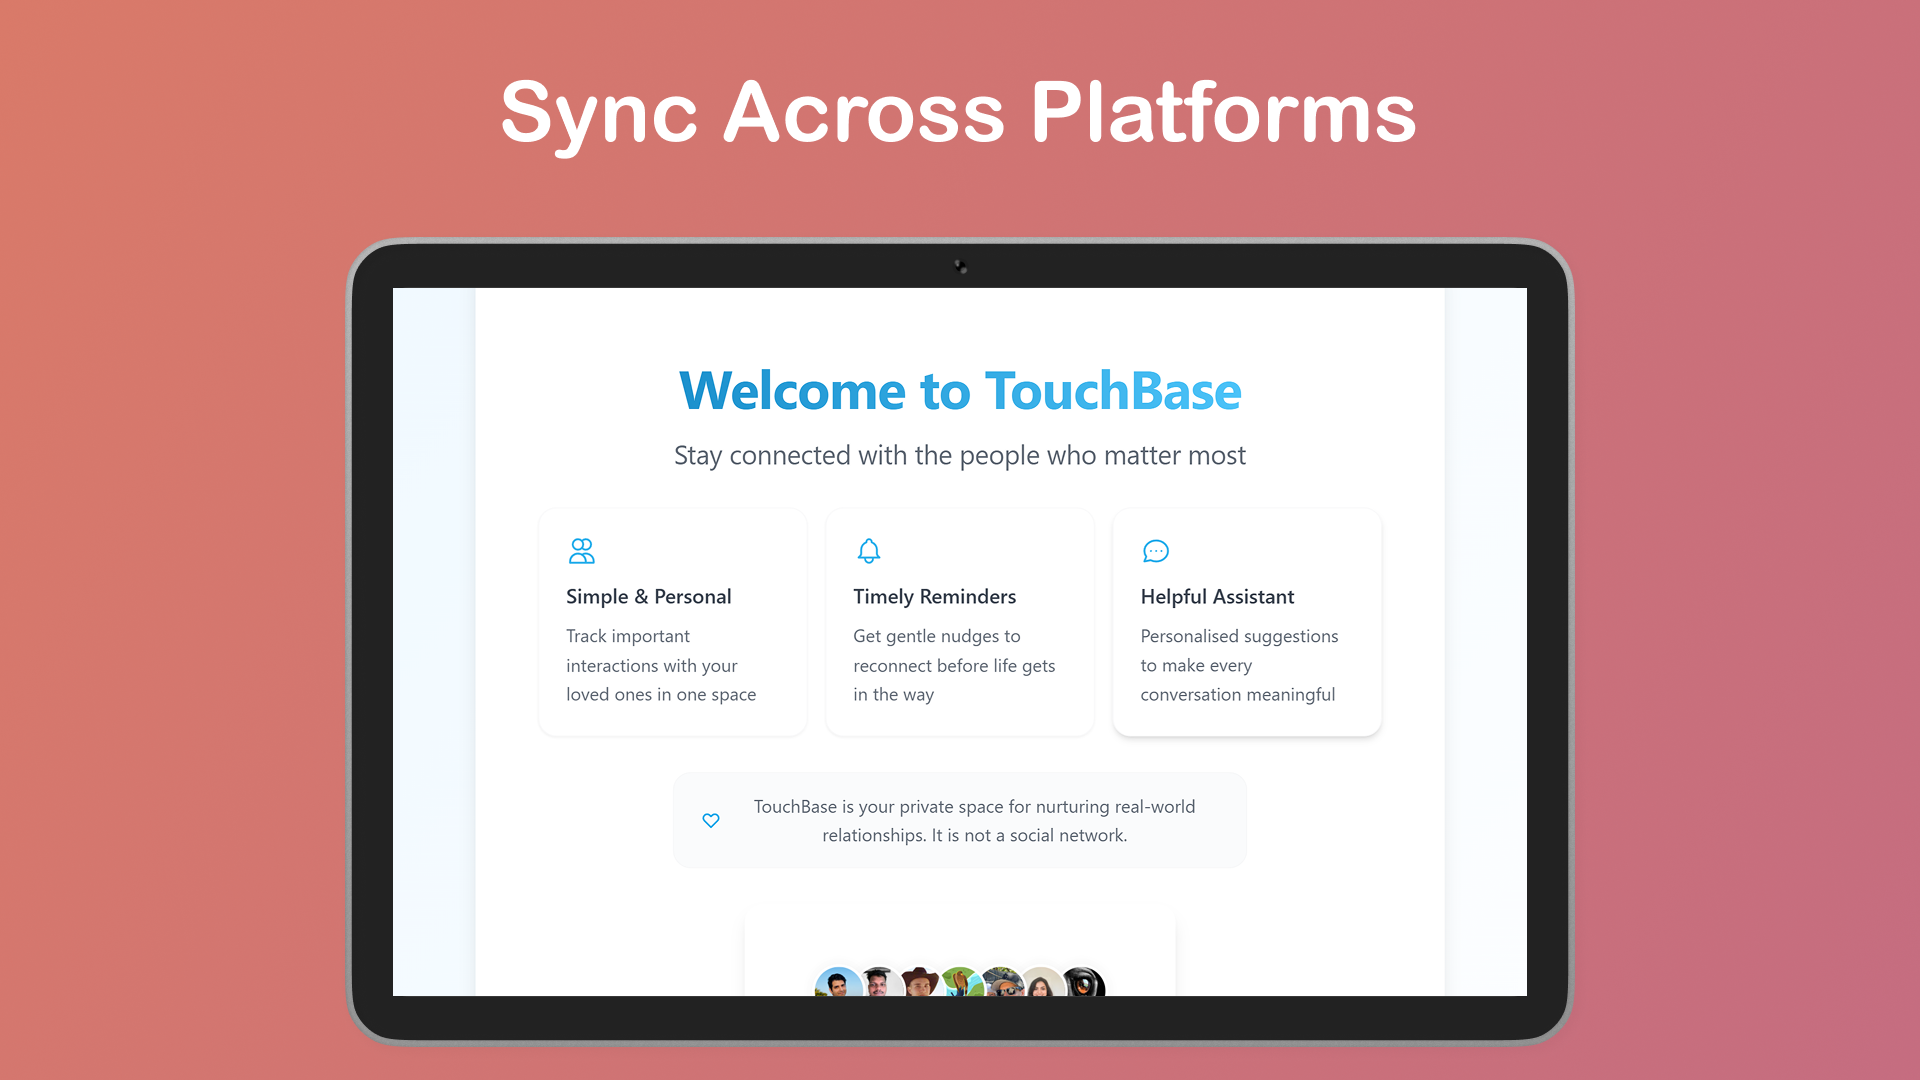 Sync Across Platforms
Welcome to TouchBase
Stay connected with the people who matter most
Simple & Personal
Track important
interactions with your
loved ones in one space
Timely Reminders
Get gentle nudges to
reconnect before life gets
in the way
Helpful Assistant
Personalised suggestions
to make every
conversation meaningful
TouchBase is your private space for nurturing real-world
relationships. It is not a social network.